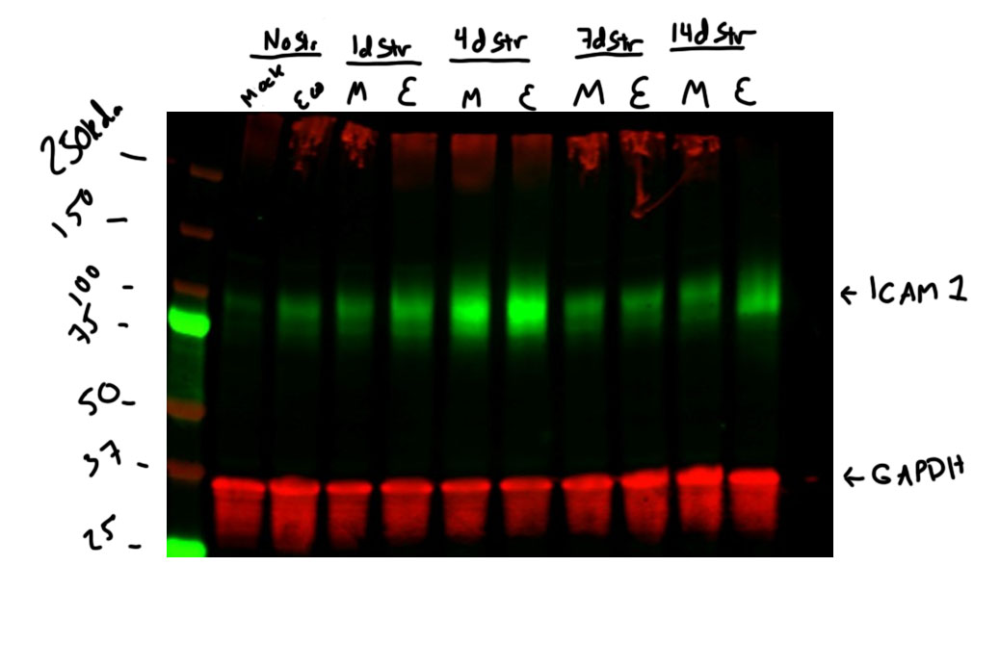 No Str 1d Str 4d Str 7d Str 14d Str
Mock E M E M E M E M E
250kda
150
100
75
50
37
25
← ICAM 1
← GAPDH